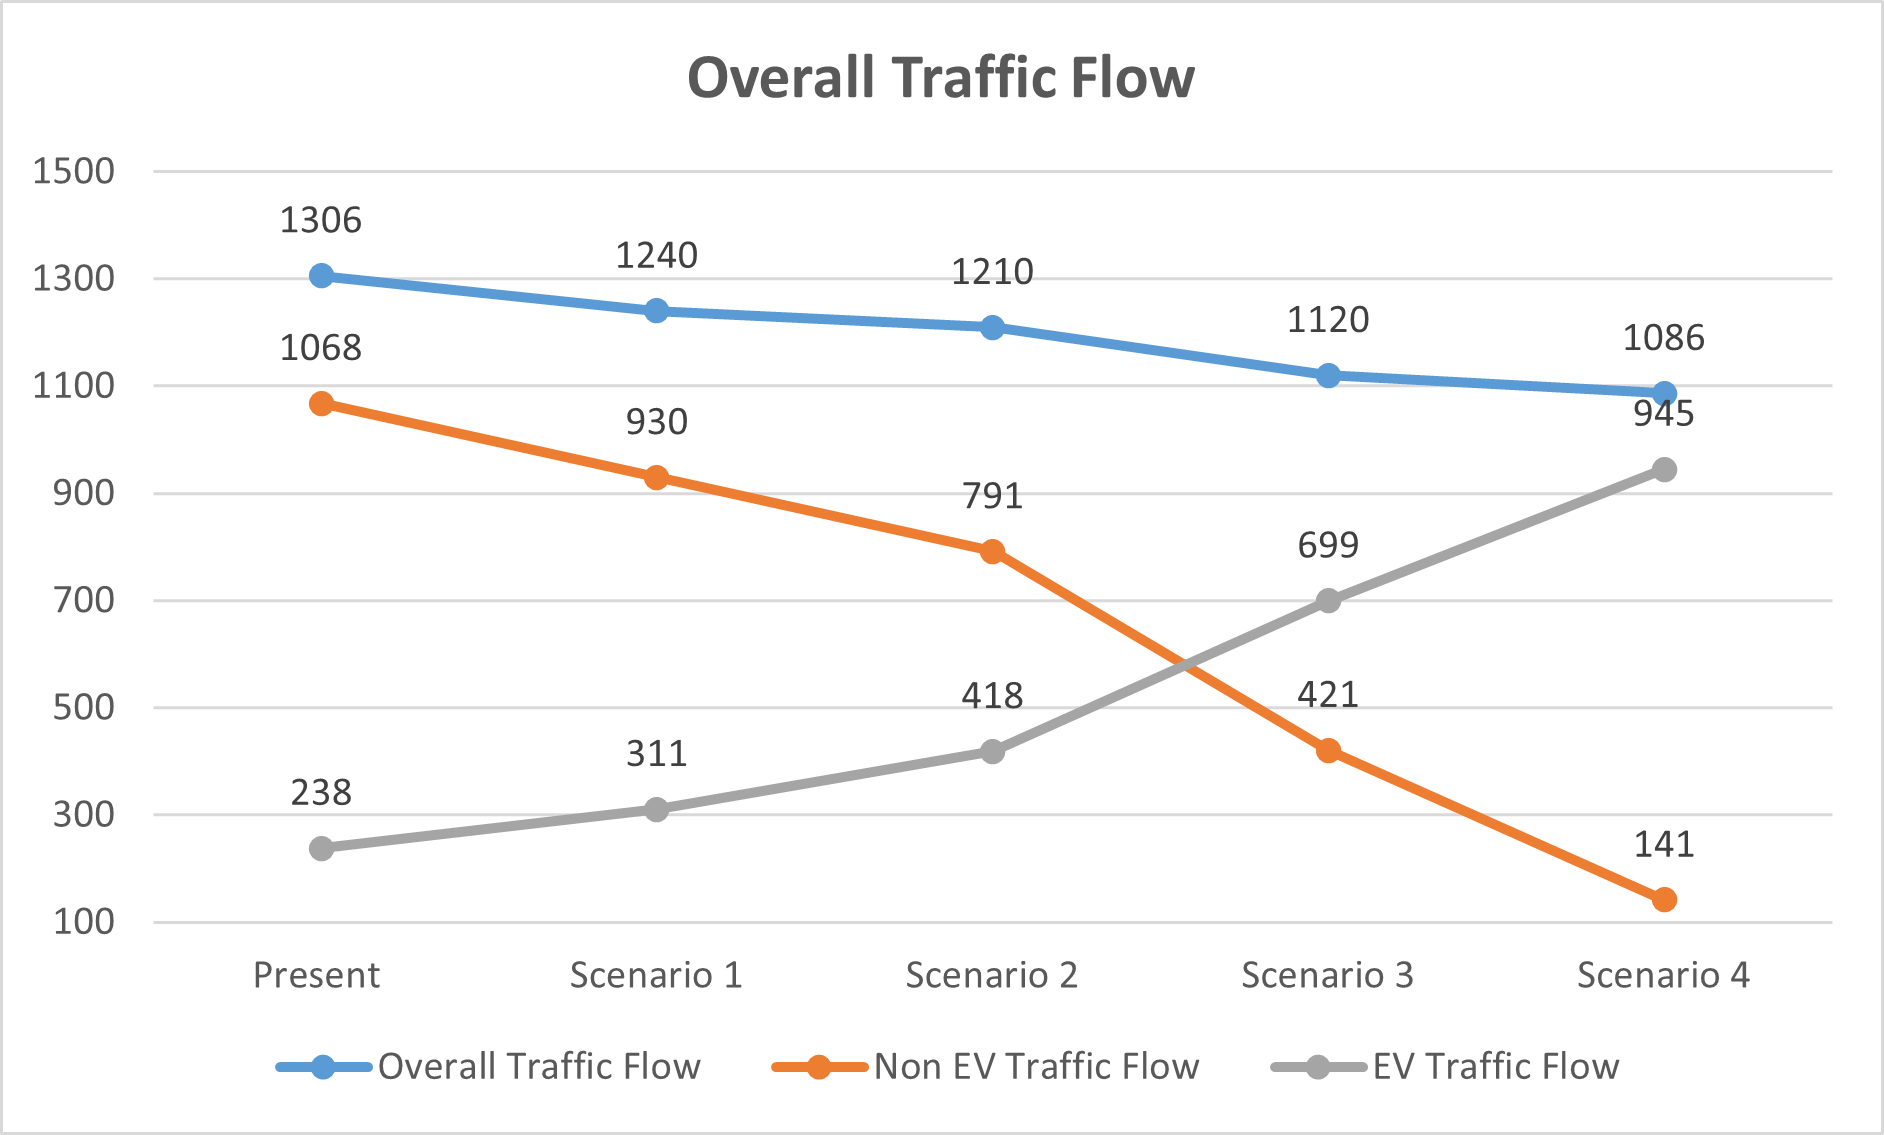 Overall Traffic Flow
1500
1300
1100
900
700
500
300
100
1306
1240
1210
1120
1086
1068
930
791
421
141
238
311
418
699
945
Present
Scenario 1
Scenario 2
Scenario 3
Scenario 4
Overall Traffic Flow
Non EV Traffic Flow
EV Traffic Flow